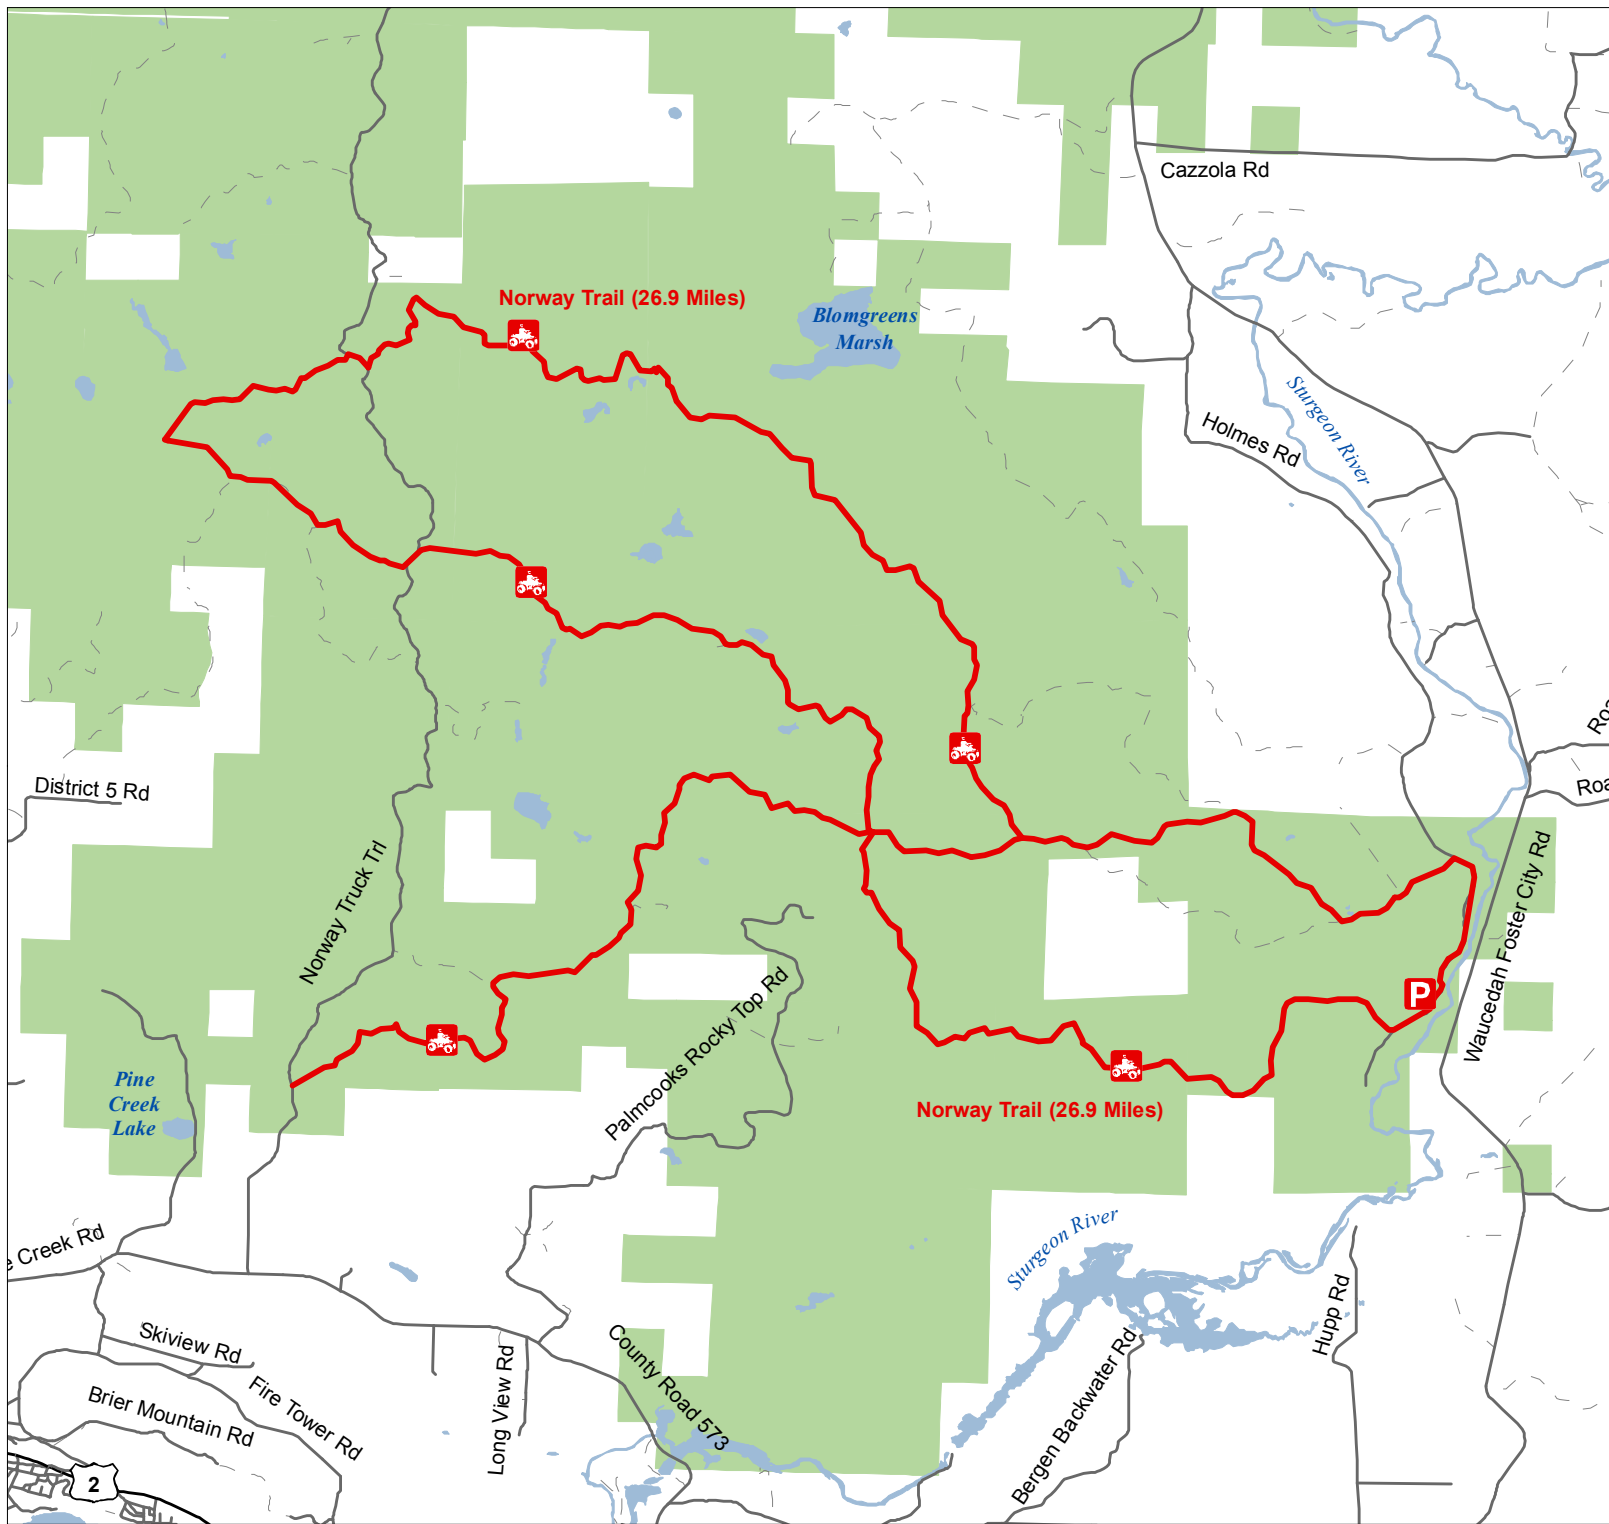 Cazzola Rd
Norway Trail (26.9 Miles)
Blomgreens
Marsh
Sturgeon River
Holmes Rd
District 5 Rd
Norway Truck Trl
Waucedah Foster City Rd
P
Palmcooks Rocky Top Rd
Pine
Creek
Lake
Norway Trail (26.9 Miles)
Creek Rd
Sturgeon River
Hupp Rd
Skiview Rd
County Road 573
Long View Rd
Bergen Backwater Rd
Fire Tower Rd
Brier Mountain Rd
2